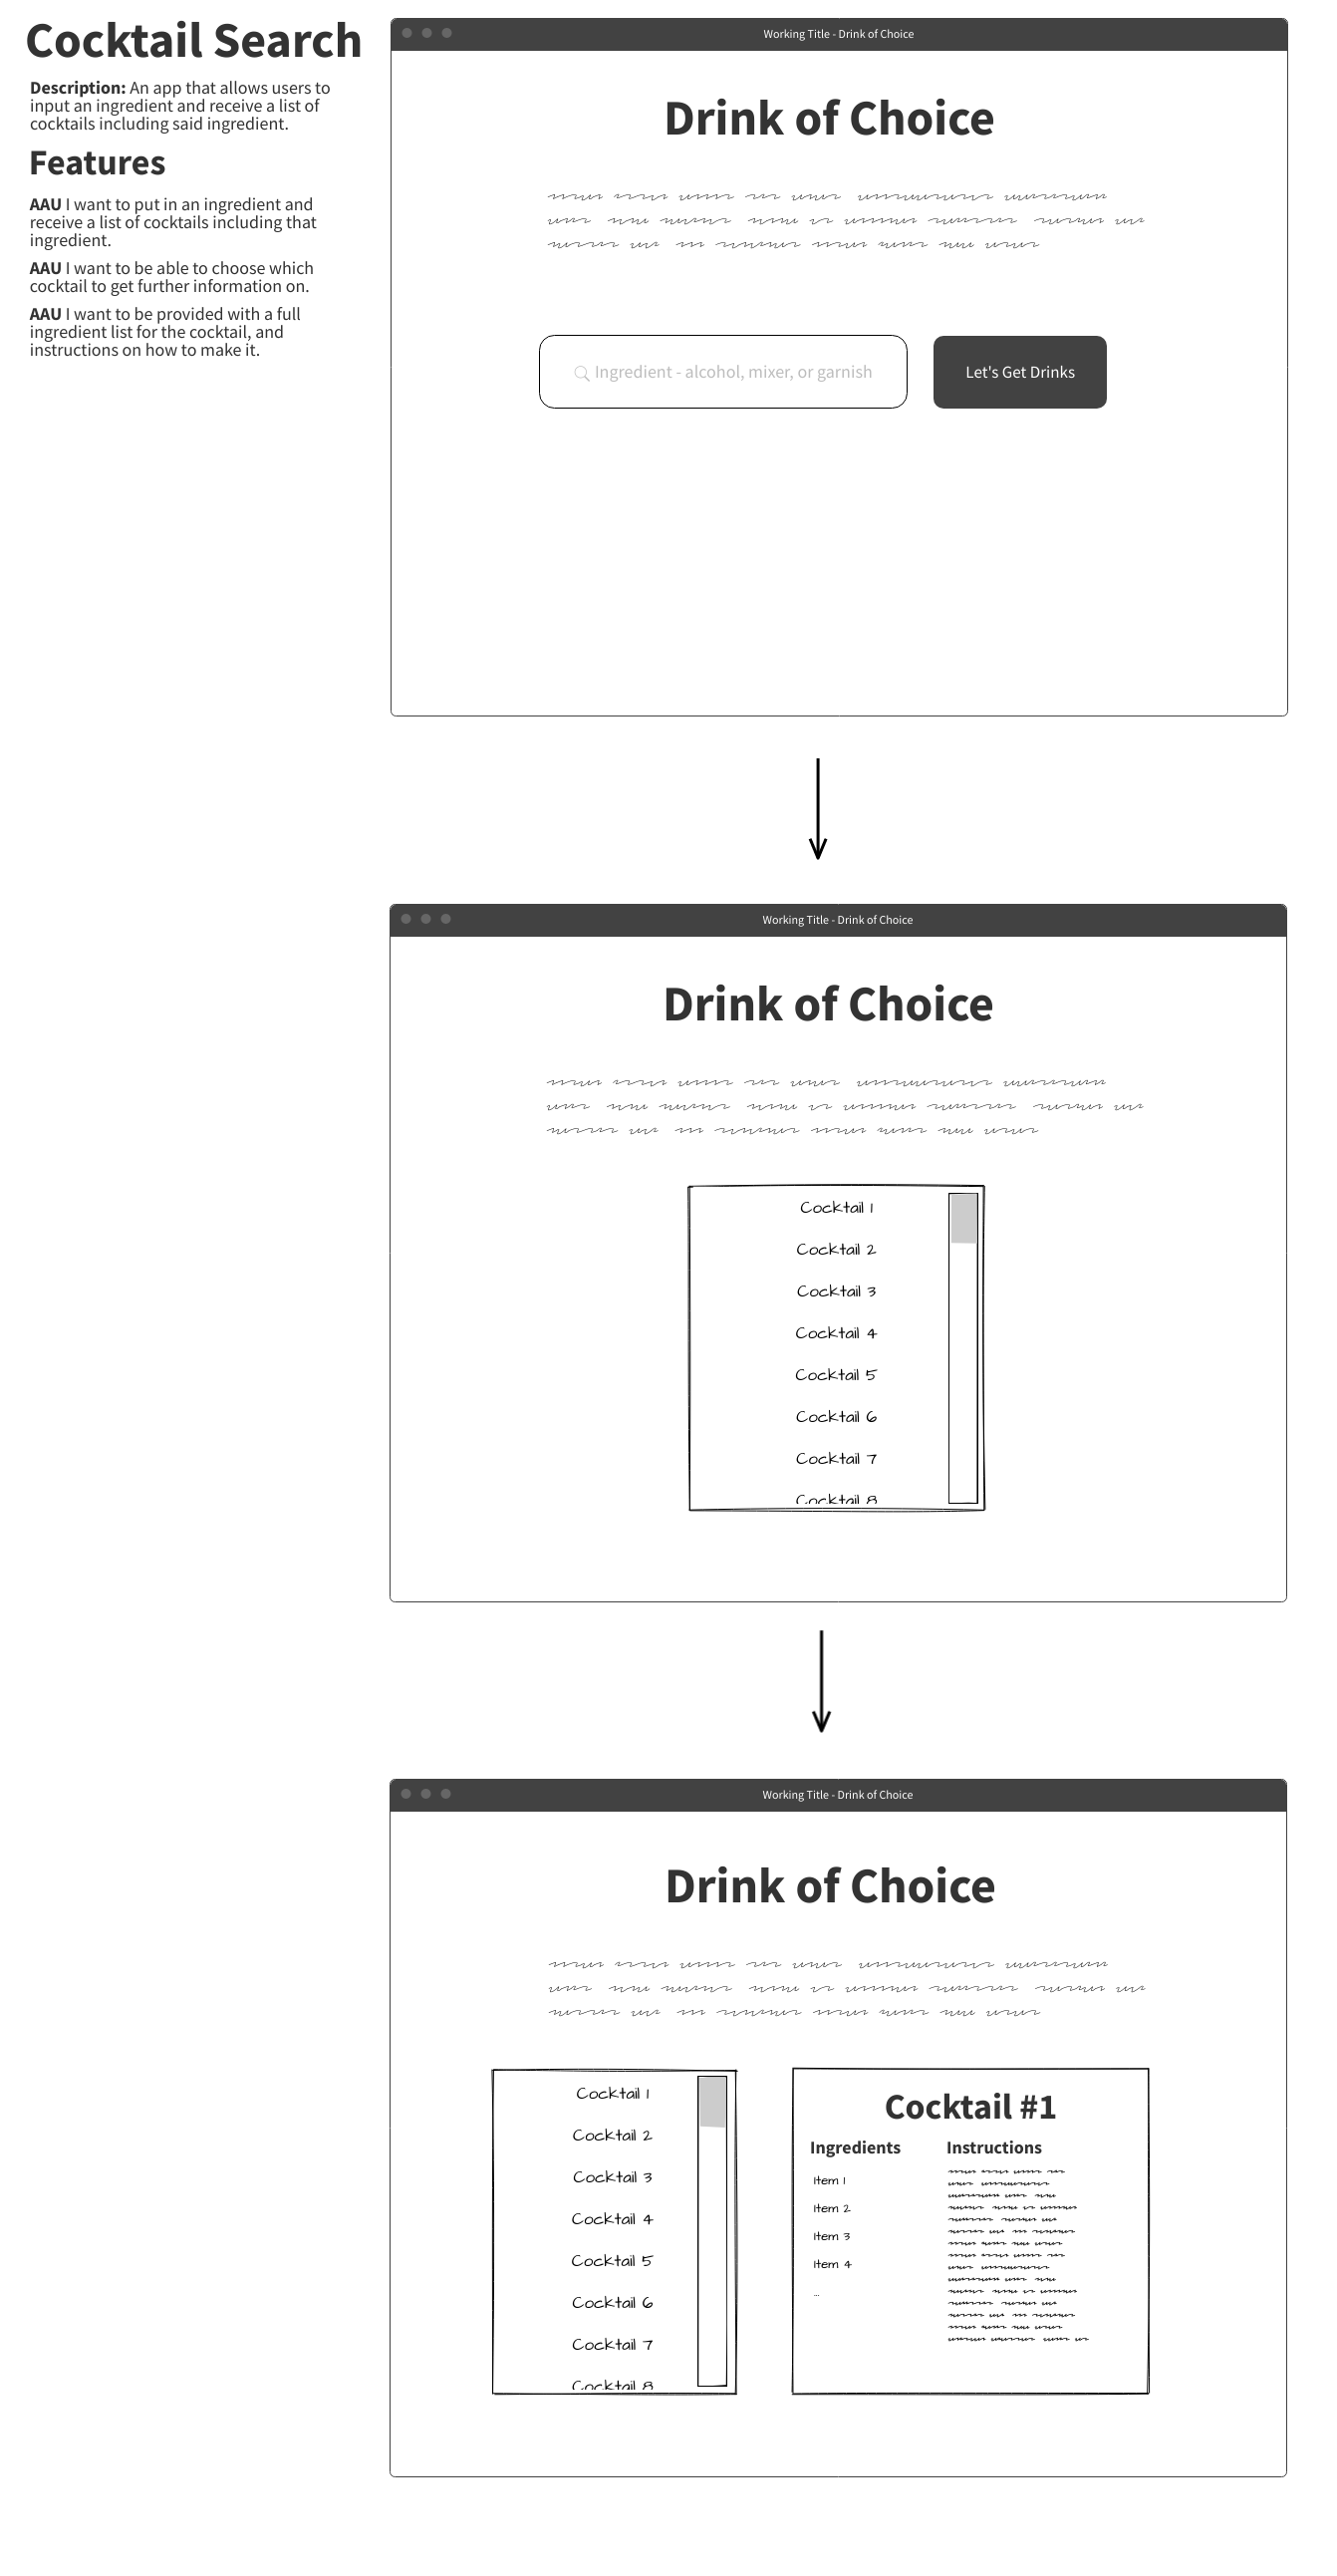 Cocktail Search
Description: An app that allows users to
input an ingredient and receive a list of
cocktails including said ingredient.
Features
AAU I want to put in an ingredient and
receive a list of cocktails including that
ingredient.
AAU I want to be able to choose which
cocktail to get further information on.
AAU I want to be provided with a full
ingredient list for the cocktail, and
instructions on how to make it.
Working Title - Drink of Choice
Drink of Choice
Ingredient - alcohol, mixer, or garnish
Let's Get Drinks
Working Title - Drink of Choice
Drink of Choice
Cocktail 1
Cocktail 2
Cocktail 3
Cocktail 4
Cocktail 5
Cocktail 6
Cocktail 7
Cocktail 8
Working Title - Drink of Choice
Drink of Choice
Cocktail 1
Cocktail 2
Cocktail 3
Cocktail 4
Cocktail 5
Cocktail 6
Cocktail 7
Cocktail 8
Cocktail #1
Ingredients
Item 1
Item 2
Item 3
Item 4
...
Instructions